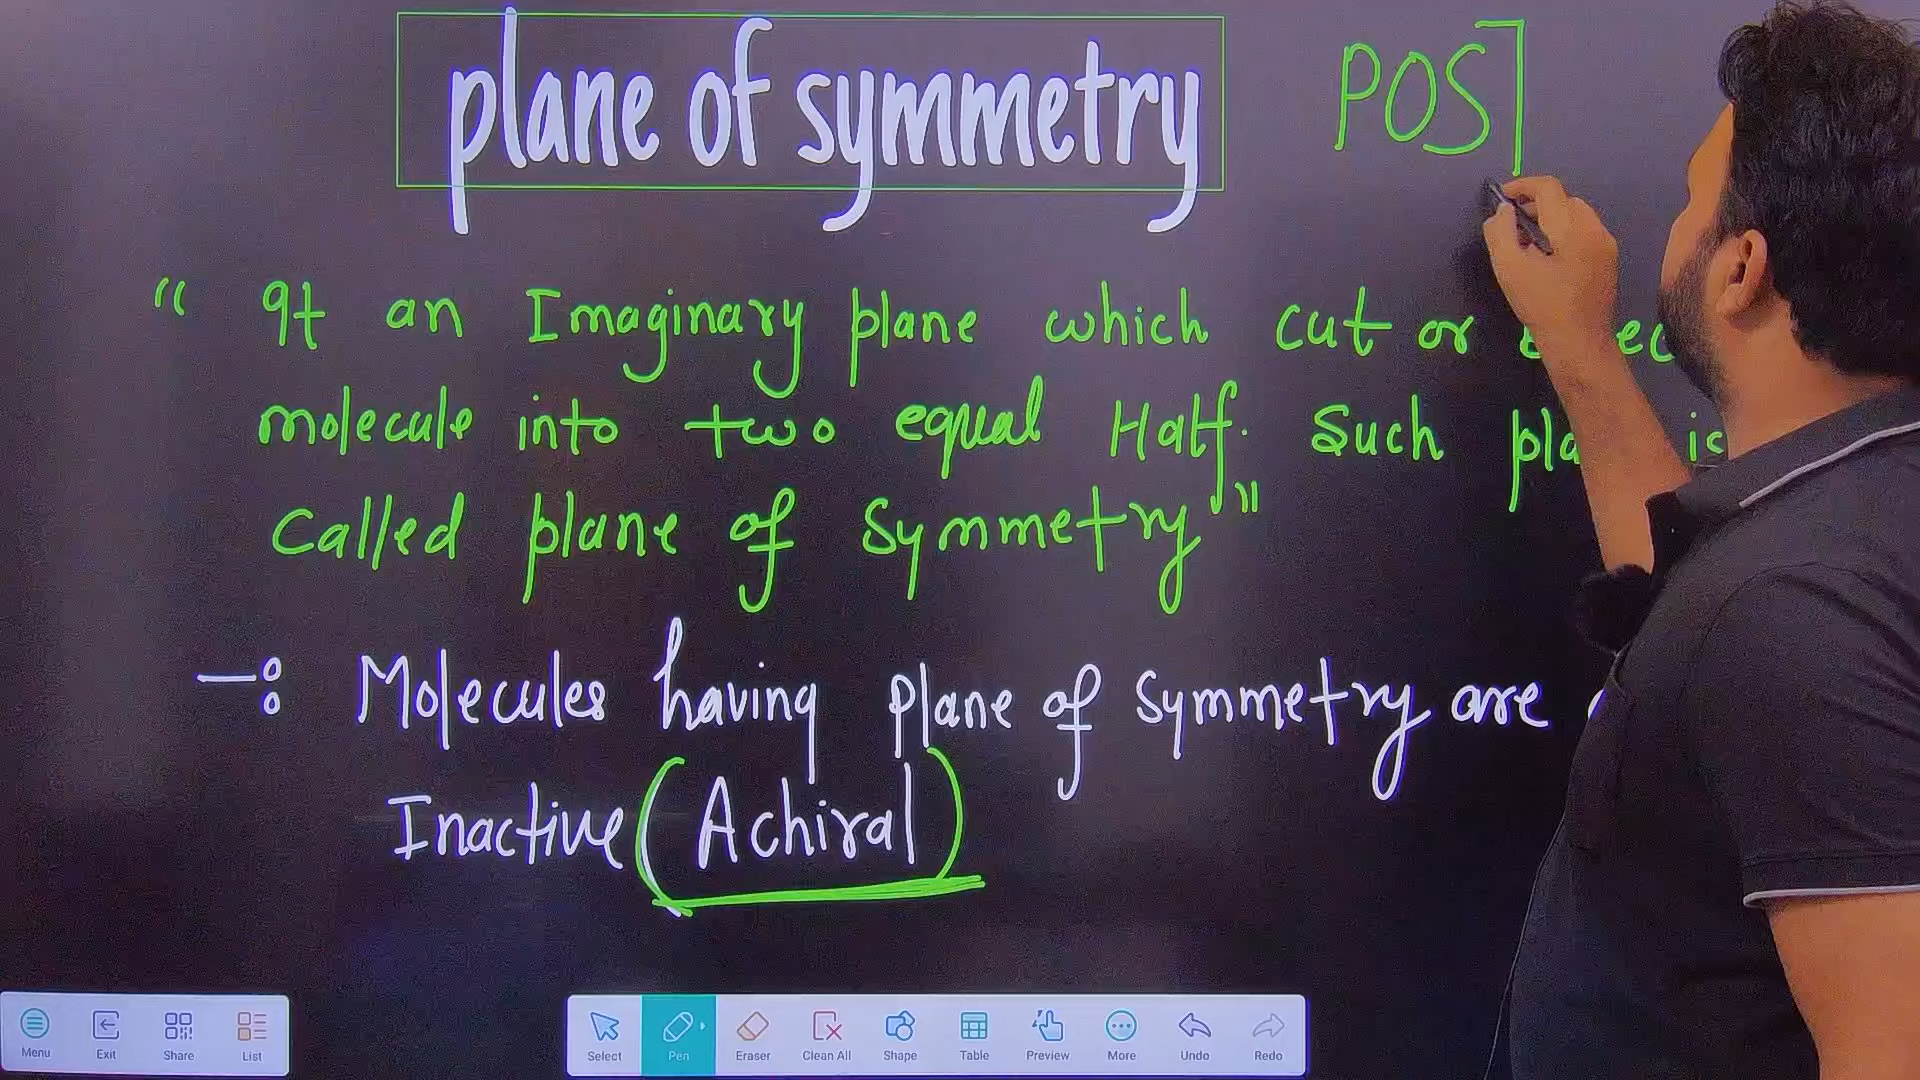 plane of symmetry
POS]
“ It an Imaginary plane which cut or
molecule into two equal Half. Such is
Called plane of Symmetry”
—: Molecules having plane of Symmetry are
Inactive (Achiral)
Menu Exit Share List
Select Pen Eraser Clean All Shape Table Preview More Undo Redo